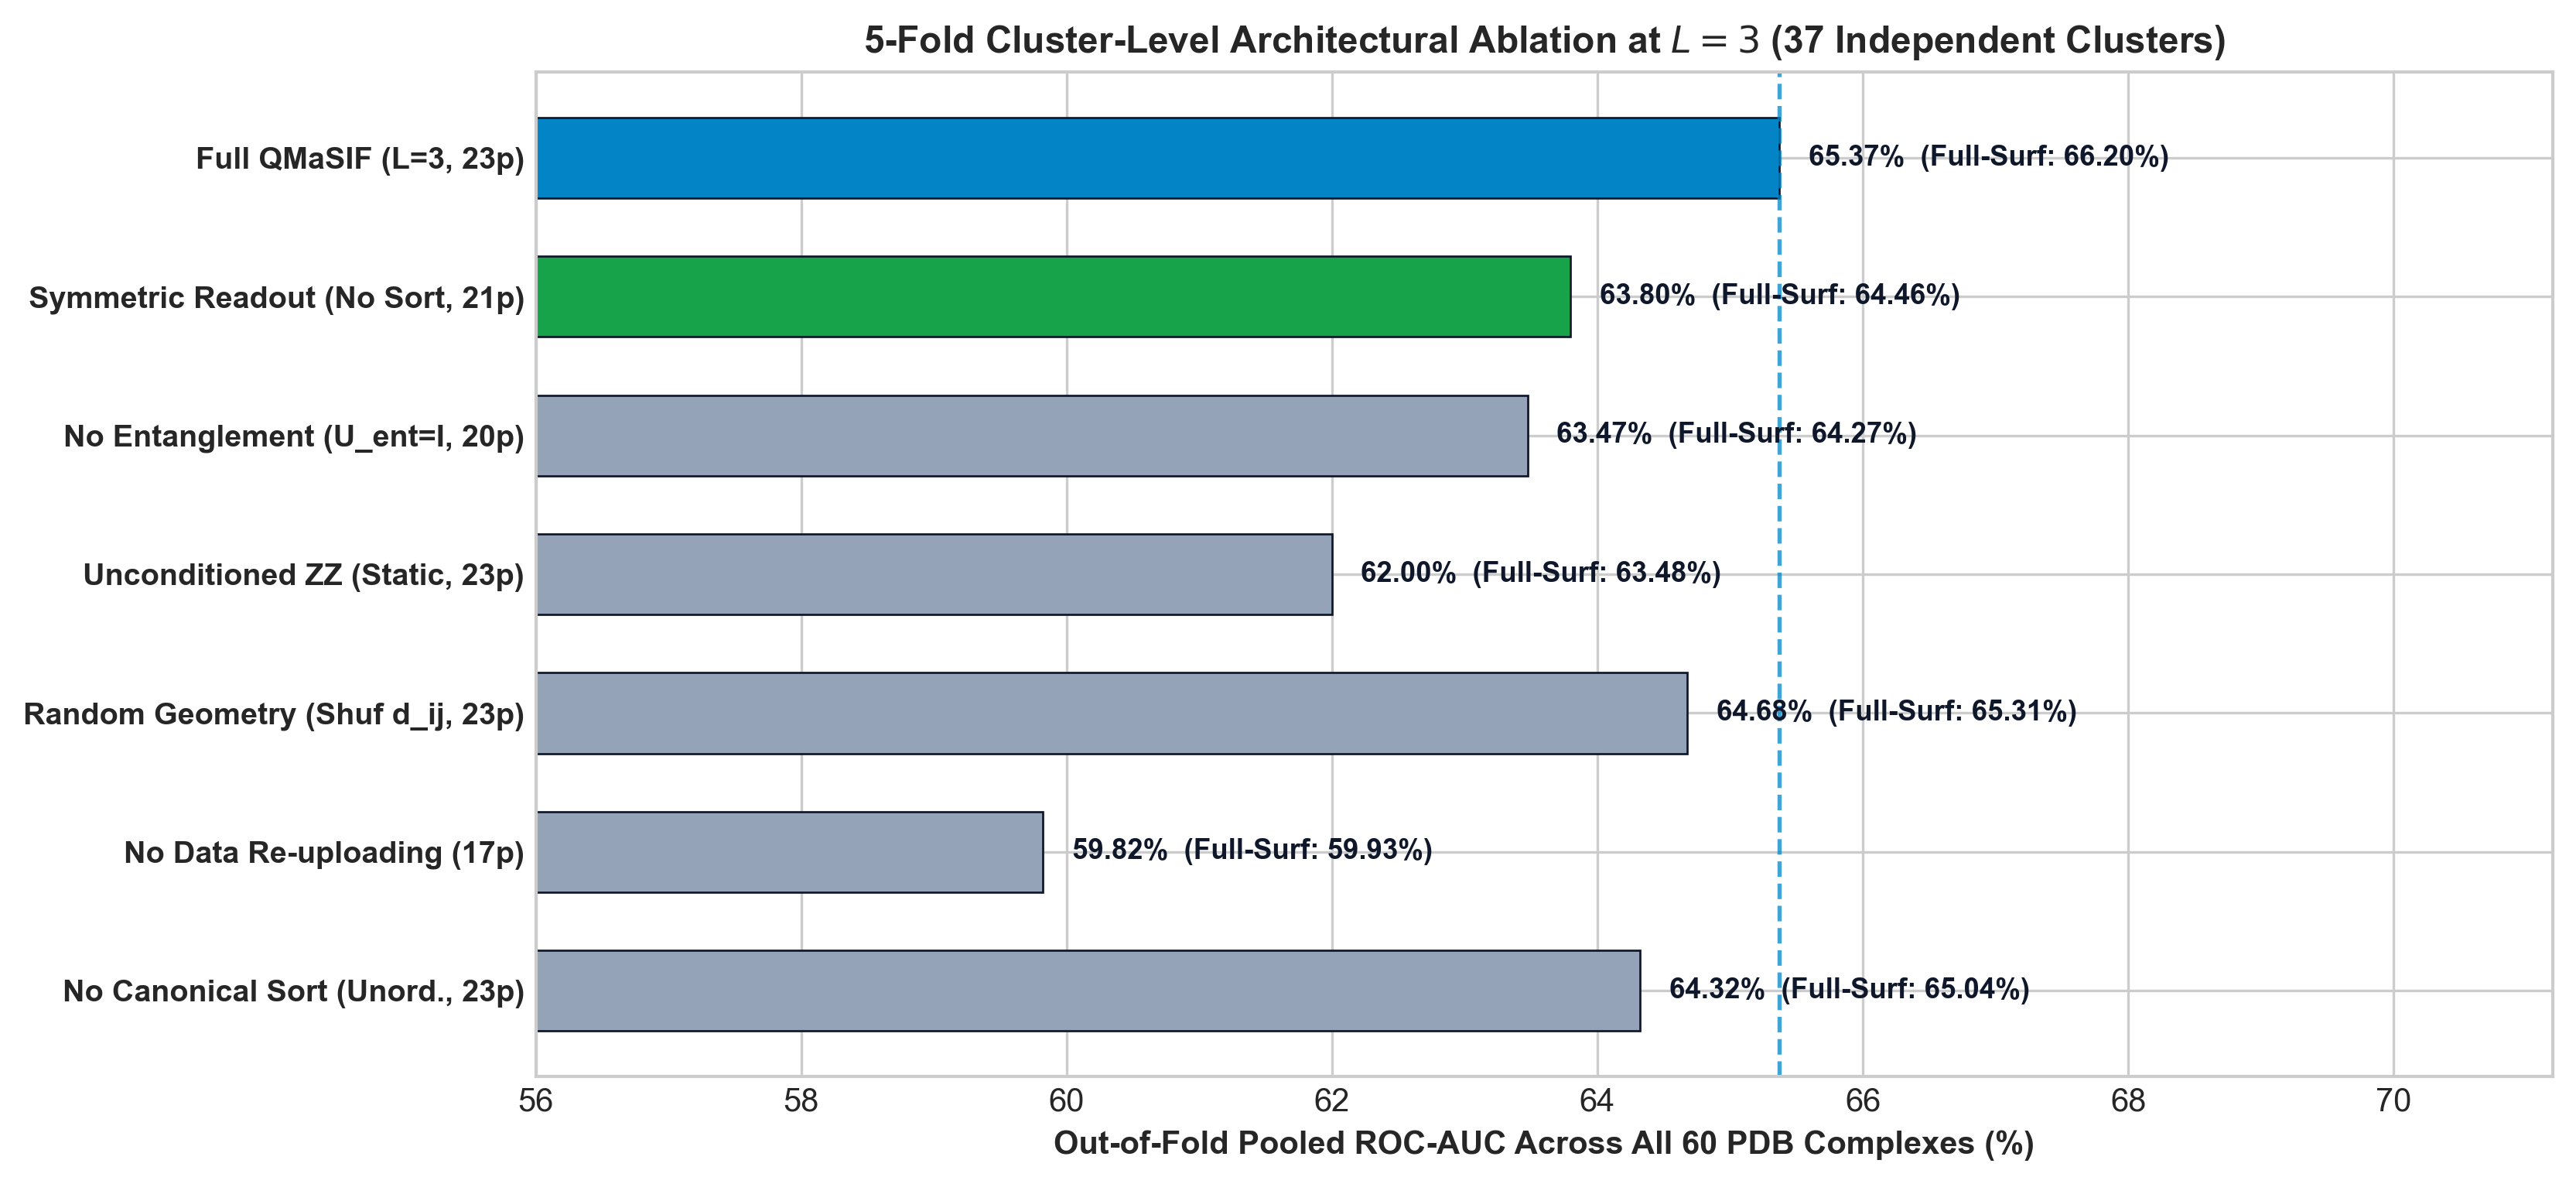 5-Fold Cluster-Level Architectural Ablation at L = 3 (37 Independent Clusters)
Full QMaSIF (L=3, 23p)
65.37% (Full-Surf: 66.20%)
Symmetric Readout (No Sort, 21p)
63.80% (Full-Surf: 64.46%)
No Entanglement (U_ent=I, 20p)
63.47% (Full-Surf: 64.27%)
Unconditioned ZZ (Static, 23p)
62.00% (Full-Surf: 63.48%)
Random Geometry (Shuf d_ij, 23p)
64.68% (Full-Surf: 65.31%)
No Data Re-uploading (17p)
59.82% (Full-Surf: 59.93%)
No Canonical Sort (Unord., 23p)
64.32% (Full-Surf: 65.04%)
56 58 60 62 64 66 68 70
Out-of-Fold Pooled ROC-AUC Across All 60 PDB Complexes (%)